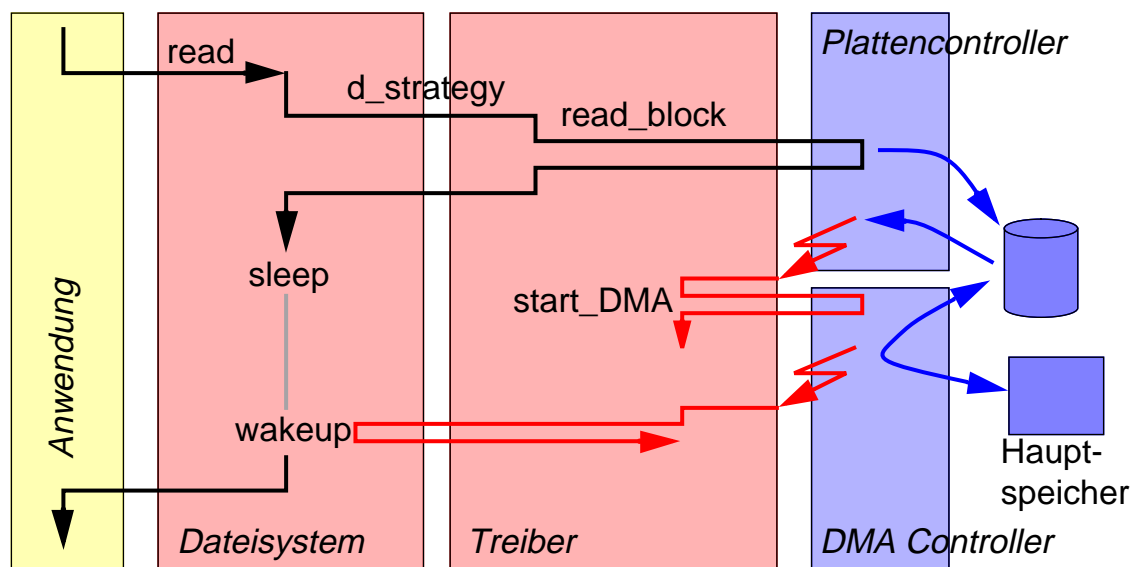 Plattencontroller
read
d_strategy
read_block
sleep
start_DMA
Anwendung
wakeup
Haupt-
speicher
Dateisystem
Treiber
DMA Controller